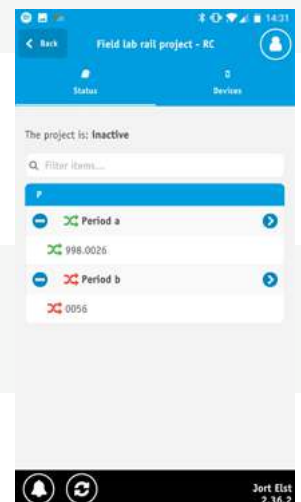 14:31
Back
Field lab rail project - RC
Status
Devices
The project is: Inactive
Filter items...
P
Period a
998.0026
Period b
0056
Jort Elst
2.36.2